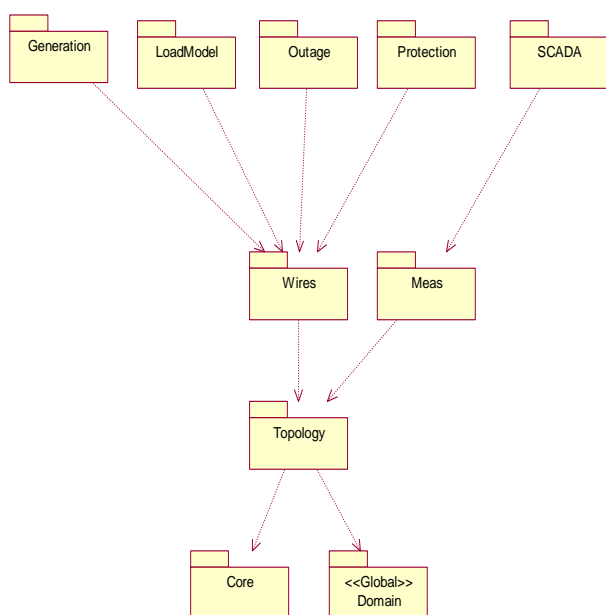 Generation
LoadModel
Outage
Protection
SCADA
Wires
Meas
Topology
Core
<<Global>>
Domain